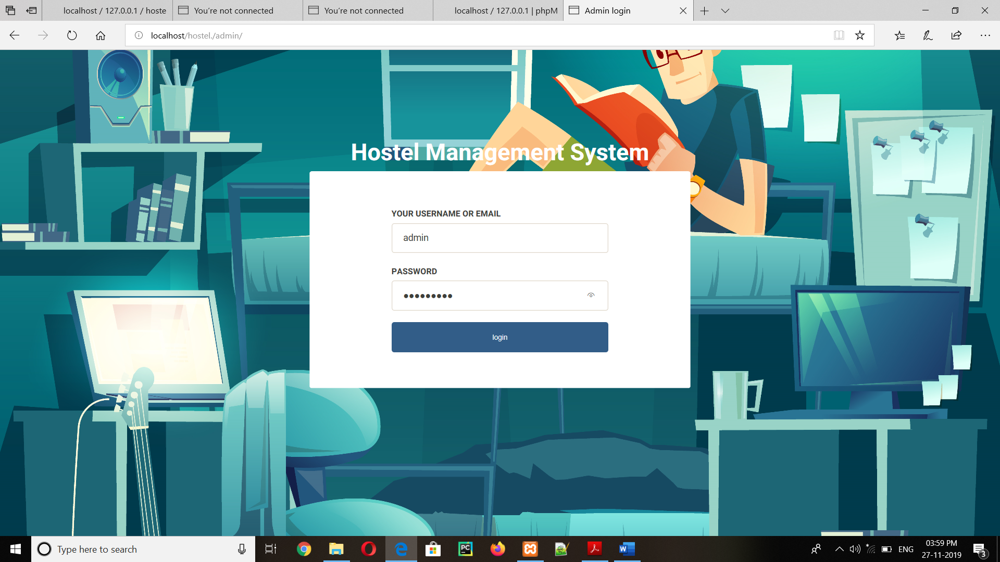 localhost / 127.0.0.1 / hoste
You're not connected
You're not connected
localhost / 127.0.0.1 | phpM
Admin login
localhost/hostel./admin/
Hostel Management System
YOUR USERNAME OR EMAIL
admin
PASSWORD
●●●●●●●●●
login
Type here to search
PC
W
ENG
03:59 PM
27-11-2019
3